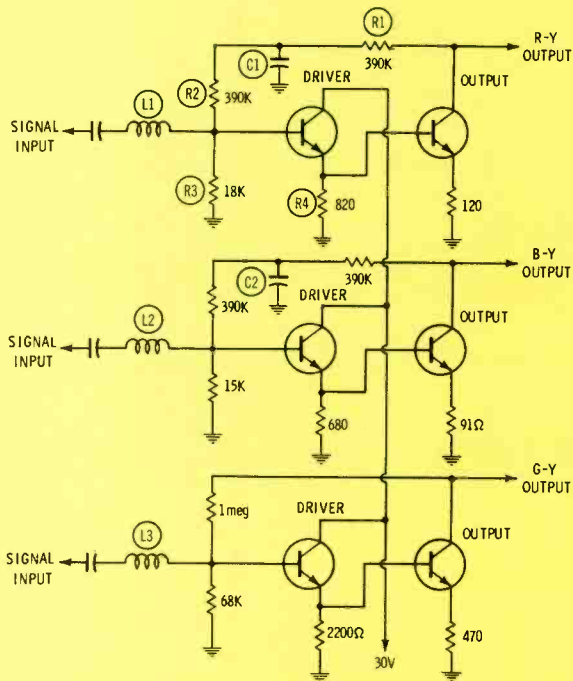 R1
R-Y
OUTPUT
390K
C1
DRIVER
OUTPUT
R2
390K
L1
SIGNAL
INPUT
R3
18K
R4
820
120
B-Y
OUTPUT
390K
C2
DRIVER
OUTPUT
390K
L2
SIGNAL
INPUT
15K
680
91Ω
G-Y
OUTPUT
1meg
DRIVER
OUTPUT
L3
SIGNAL
INPUT
68K
2200Ω
30V
470